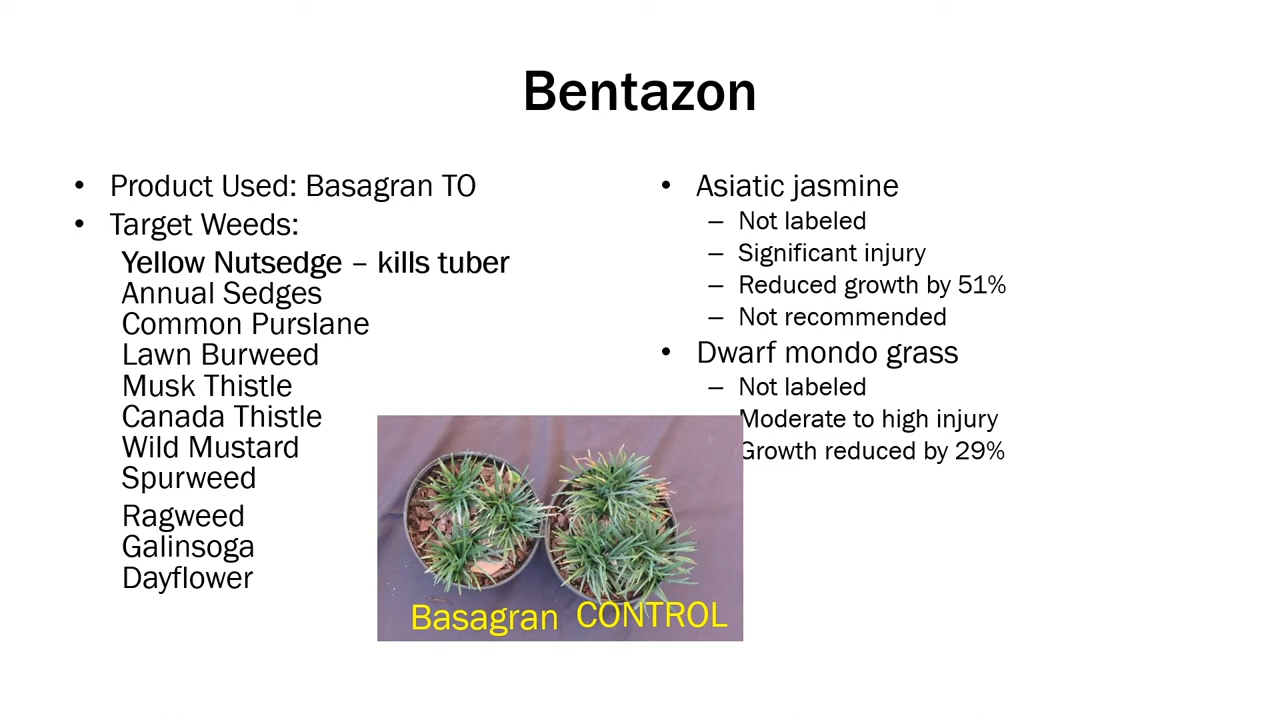 Bentazon
• Product Used: Basagran TO
• Target Weeds:
Yellow Nutsedge – kills tuber
Annual Sedges
Common Purslane
Lawn Burweed
Musk Thistle
Canada Thistle
Wild Mustard
Spurweed
Ragweed
Galinsoga
Dayflower
• Asiatic jasmine
– Not labeled
– Significant injury
– Reduced growth by 51%
– Not recommended
• Dwarf mondo grass
– Not labeled
Moderate to high injury
Growth reduced by 29%
Basagran CONTROL